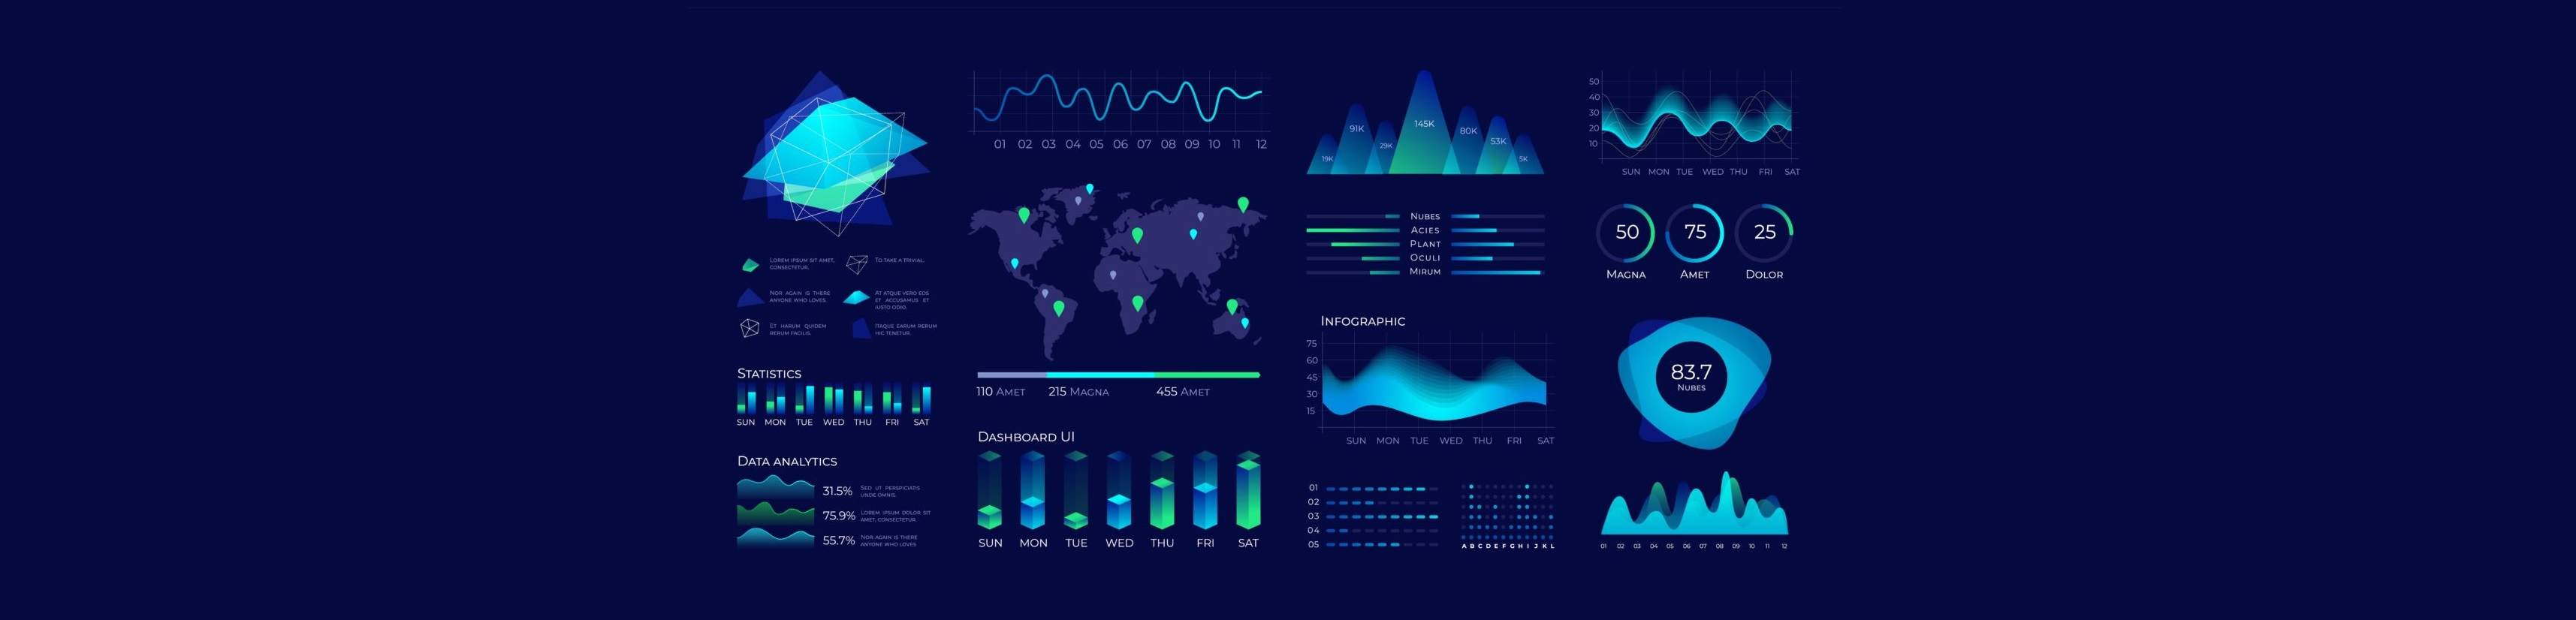 LOREM IPSUM SIT AMET,
CONSECTETUR.
TO TAKE A TRIVIAL.
NOR AGAIN IS THERE
ANYONE WHO LOVES.
AT ATQUE VERO EOS
ET ACCUSAMUS ET
IUSTO ODIO.
ET HARUM QUIDEM
RERUM FACILIS.
ITAQUE EARUM RERUM
HIC TENETUR.
STATISTICS
SUN MON TUE WED THU FRI SAT
DATA ANALYTICS
31.5%
SED UT PERSPICIATIS
UNDE OMNIS
75.9%
LOREM IPSUM DOLOR SIT
AMET, CONSECTETUR.
55.7%
NOR AGAIN IS THERE
ANYONE WHO LOVES
01 02 03 04 05 06 07 08 09 10 11 12
110 AMET 215 MAGNA 455 AMET
DASHBOARD UI
SUN MON TUE WED THU FRI SAT
19K 91K 29K 145K 80K 53K 5K
NUBES
ACIES
PLANT
OCULI
MIRUM
INFOGRAPHIC
75
60
45
30
15
SUN MON TUE WED THU FRI SAT
01
02
03
04
05
A B C D E F G H I J K L
50
40
30
20
10
SUN MON TUE WED THU FRI SAT
50 75 25
MAGNA AMET DOLOR
83.7
NUBES
01 02 03 04 05 06 07 08 09 10 11 12